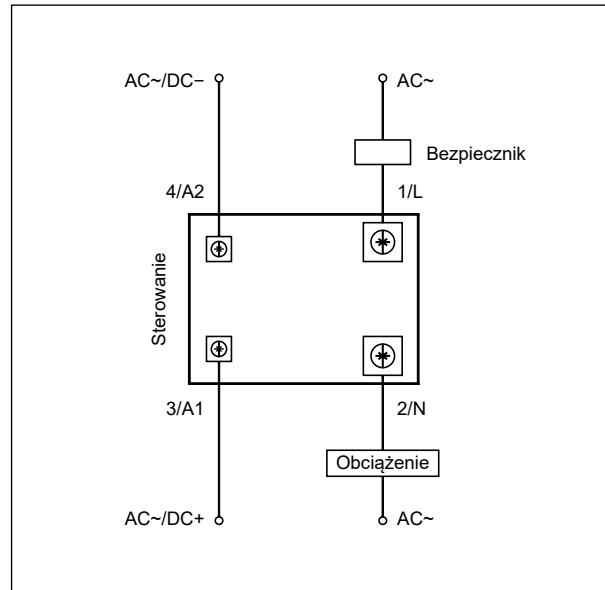 AC~/DC−
AC~
Bezpiecznik
4/A2
1/L
Sterowanie
3/A1
2/N
Obciążenie
AC~/DC+
AC~